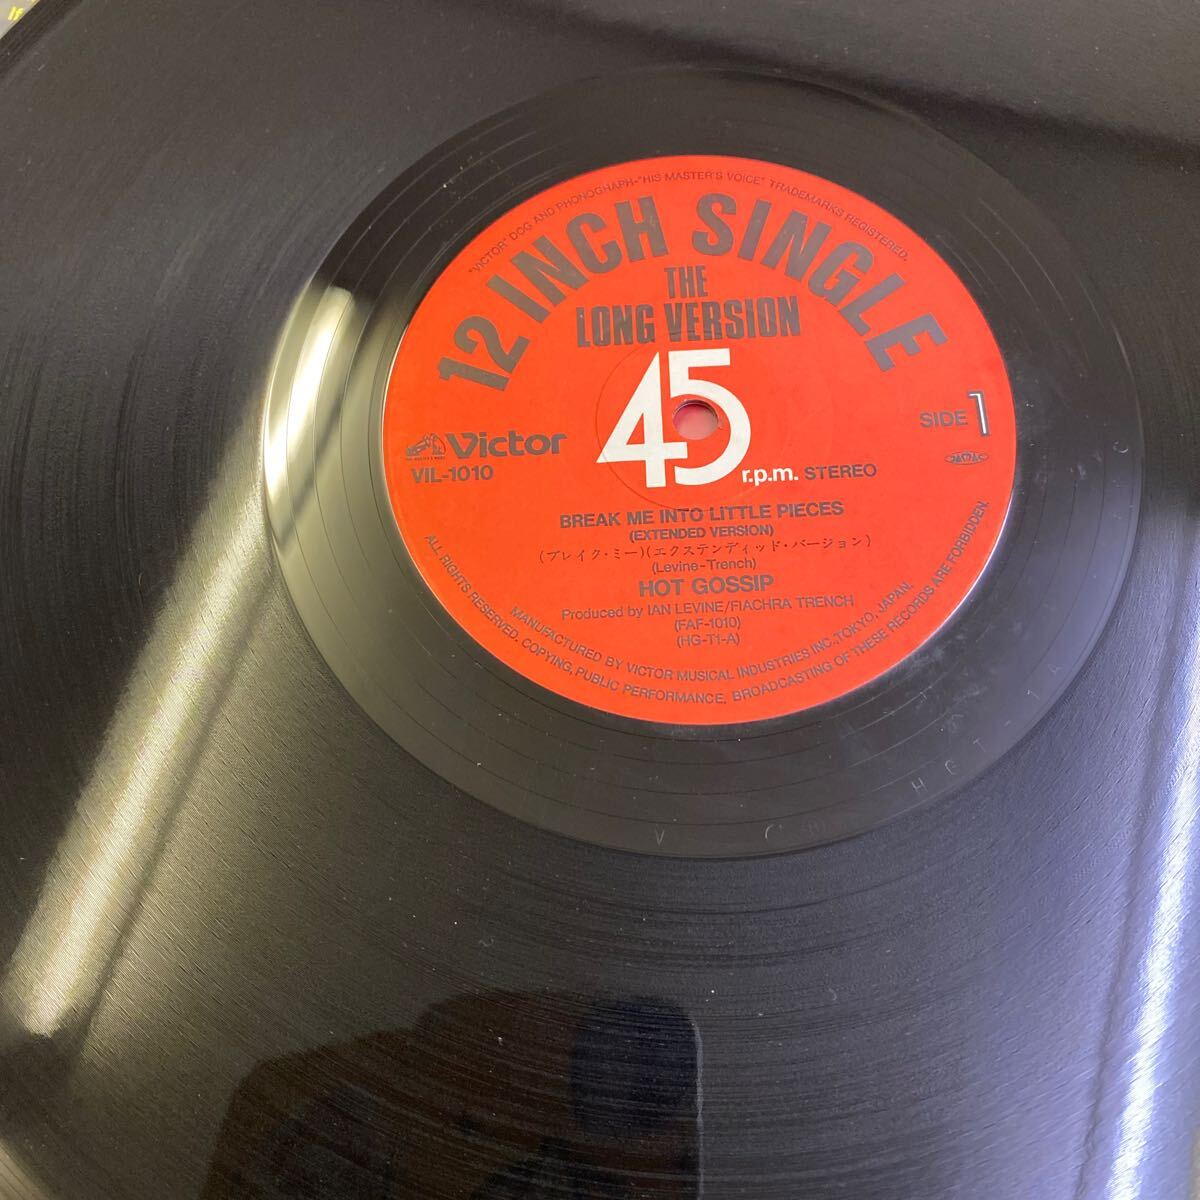 "VICTOR" DOG AND PHONOGRAPH-"HIS MASTER'S VOICE" TRADEMARKS REGISTERED.
12 INCH SINGLE
THE
LONG VERSION
45
r.p.m. STEREO
SIDE 1
Victor
VIL-1010
BREAK ME INTO LITTLE PIECES
(EXTENDED VERSION)
(ブレイク・ミー)(エクステンディッド・バージョン)
(Levine-Trench)
HOT GOSSIP
Produced by IAN LEVINE/FIACHRA TRENCH
(FAF-1010)
(HG-T1-A)
MANUFACTURED BY VICTOR MUSICAL INDUSTRIES INC., TOKYO, JAPAN.
ALL RIGHTS RESERVED. COPYING, PUBLIC PERFORMANCE, BROADCASTING OF THESE RECORDS ARE FORBIDDEN.